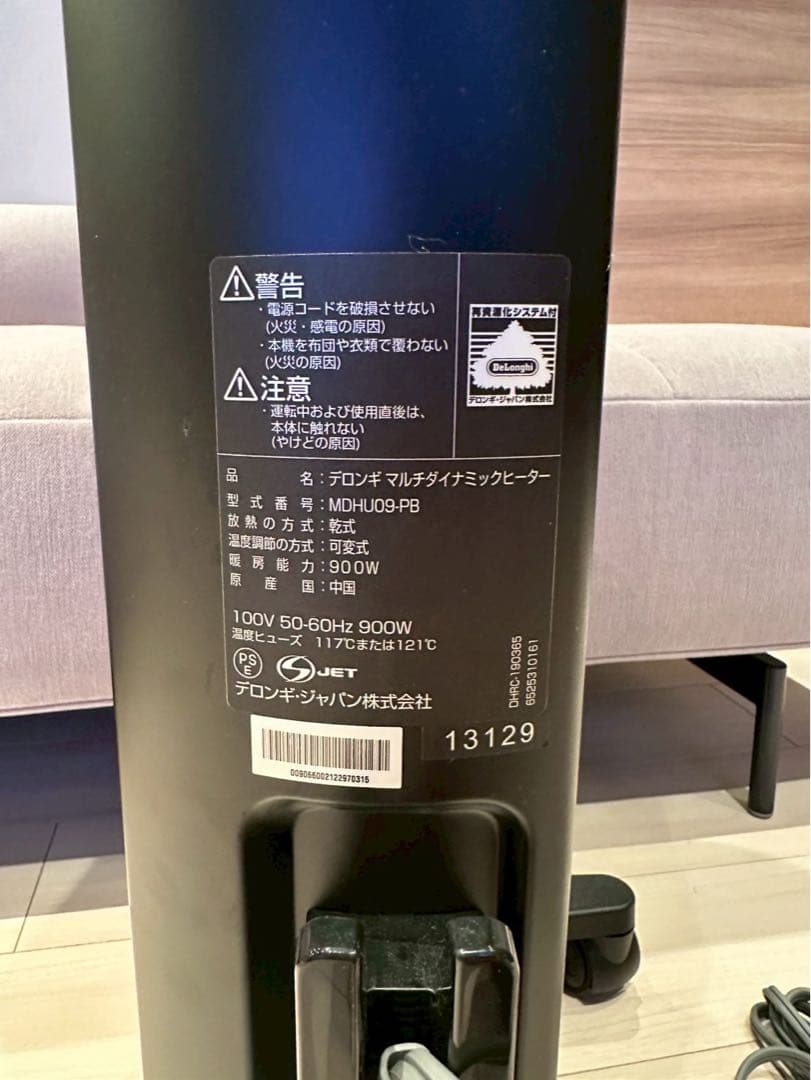 警告
・電源コードを破損させない
(火災・感電の原因)
・本機を布団や衣類で覆わない
(火災の原因)
注意
・運転中および使用直後は、
本体に触れない
(やけどの原因)
再資源化システム付
DeLonghi
デロンギ・ジャパン株式会社
品名：デロンギ マルチダイナミックヒーター
型式番号：MDHU09-PB
放熱の方式：乾式
温度調節の方式：可変式
暖房能力：900W
原産国：中国
100V 50-60Hz 900W
温度ヒューズ 117℃または121℃
PS
E
JET
デロンギ・ジャパン株式会社
DHRC-190365
6525310161
13129
009066002122970315